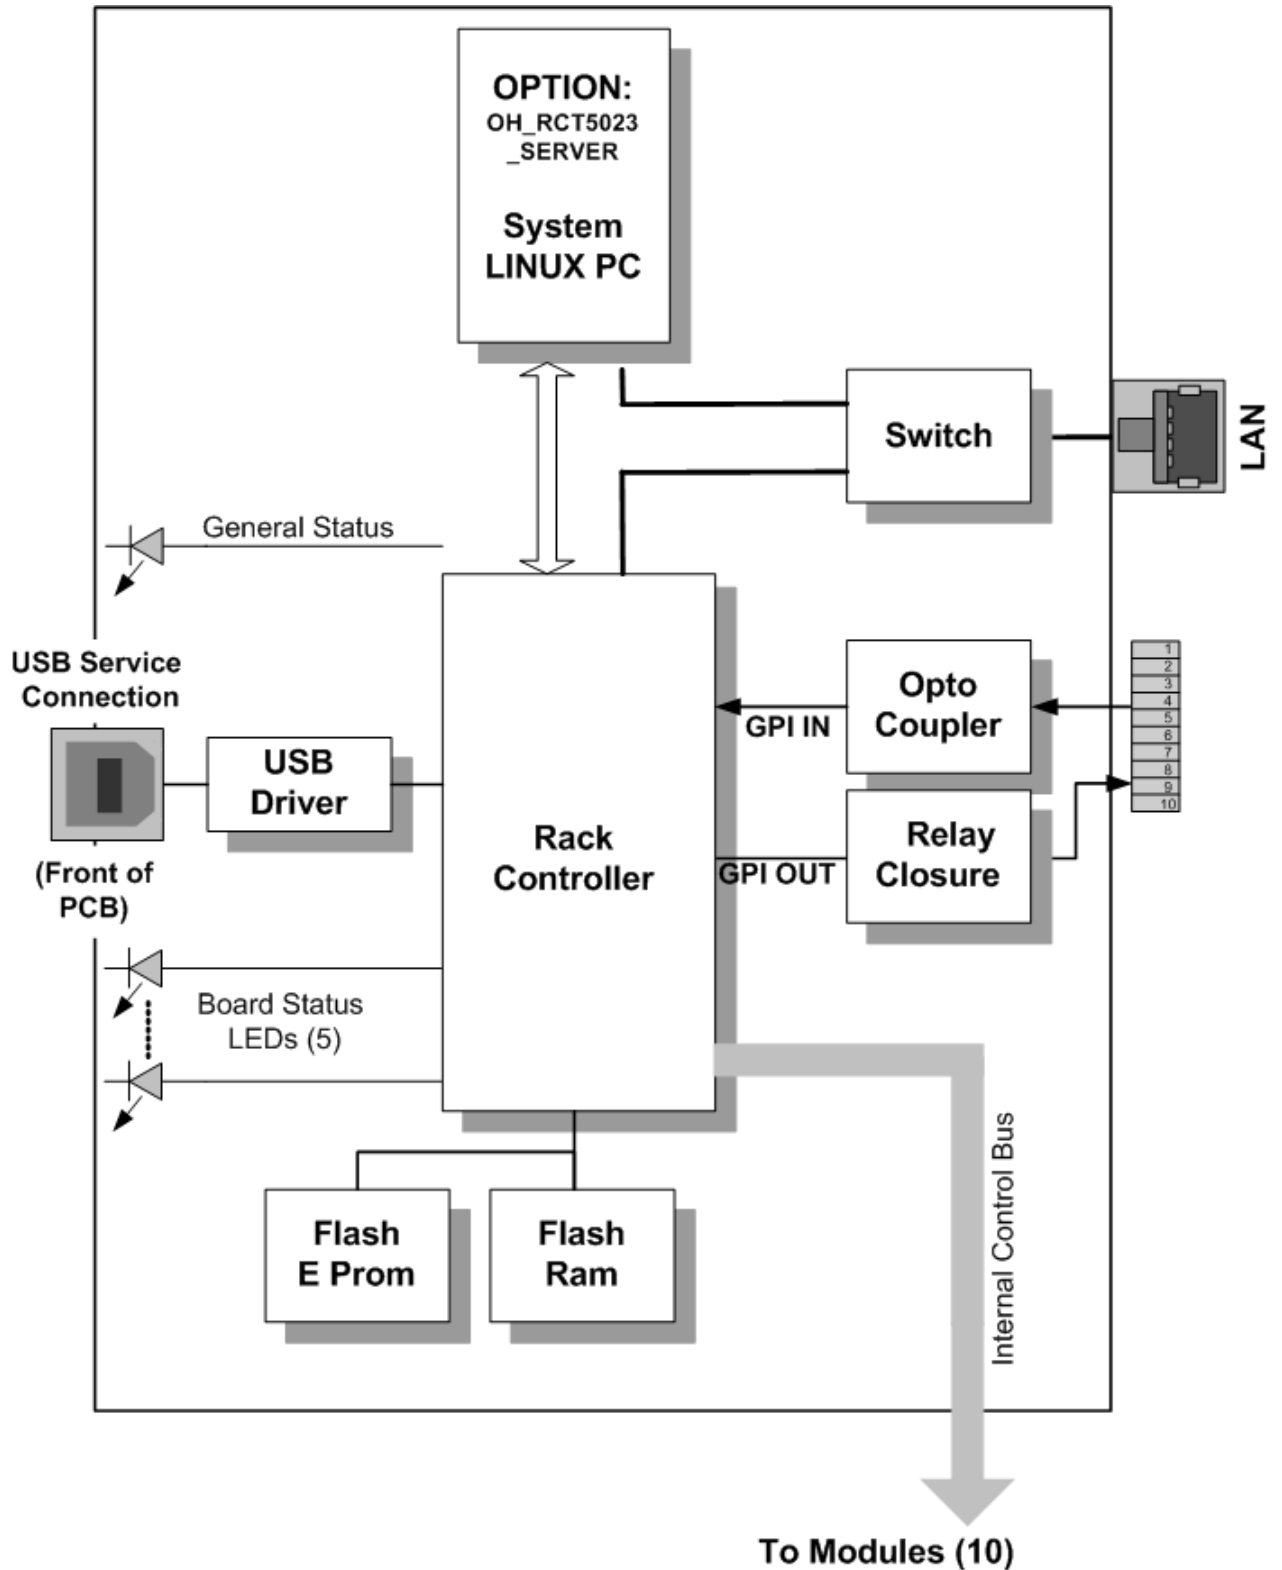 OPTION:
OH_RCT5023
_SERVER
System
LINUX PC
Switch
LAN
General Status
USB Service
Connection
(Front of
PCB)
USB
Driver
Rack
Controller
Opto
Coupler
GPI IN
Relay
Closure
GPI OUT
1
2
3
4
5
6
7
8
9
10
Board Status
LEDs (5)
Flash
E Prom
Flash
Ram
Internal Control Bus
To Modules (10)